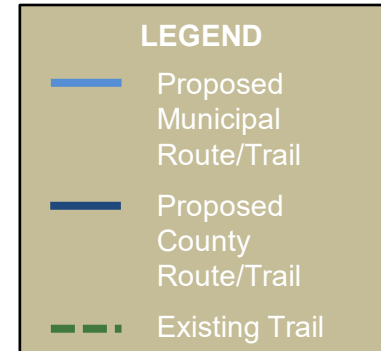 LEGEND
Proposed
Municipal
Route/Trail
Proposed
County
Route/Trail
Existing Trail